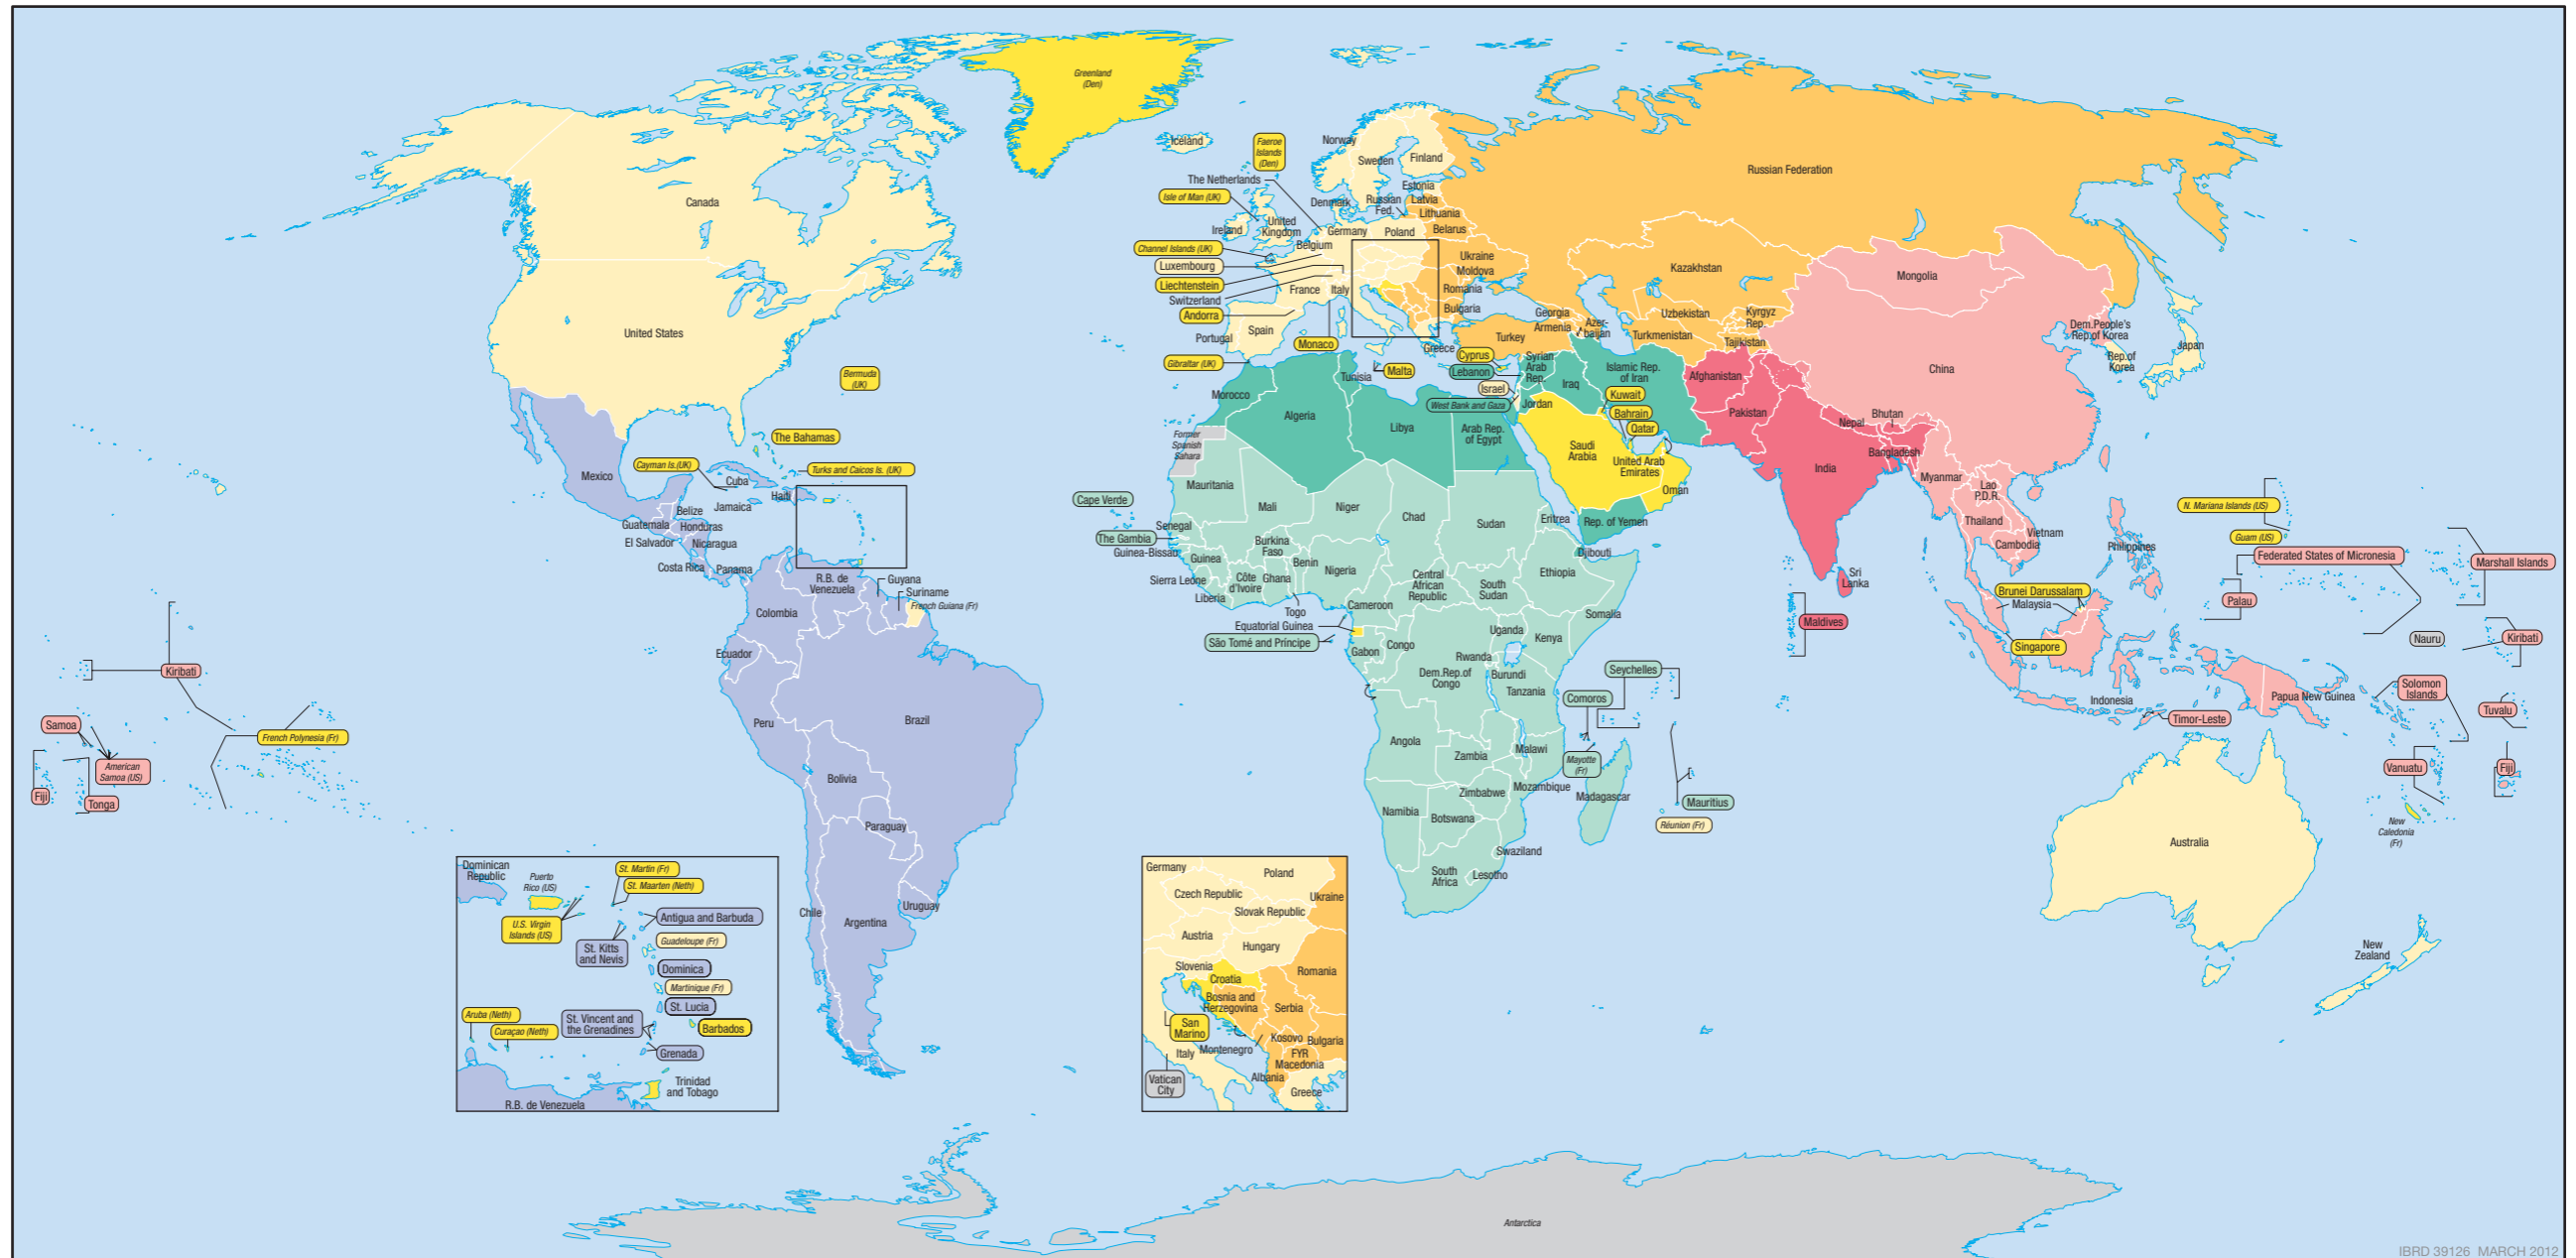 Greenland
(Den)
Iceland
Faeroe
Islands
(Den)
Norway
Sweden
Finland
Russian Federation
Canada
The Netherlands
Isle of Man (UK)
Estonia
Denmark
Russian
Fed.
Latvia
Lithuania
Ireland
United
Kingdom
Germany
Poland
Belarus
Channel Islands (UK)
Belgium
Luxembourg
Ukraine
Moldova
Liechtenstein
France
Italy
Romania
Switzerland
Andorra
Bulgaria
Kazakhstan
Mongolia
United States
Spain
Portugal
Monaco
Greece
Turkey
Georgia
Armenia
Azer-
baijan
Uzbekistan
Kyrgyz
Rep.
Turkmenistan
Tajikistan
Dem.People's
Rep.of Korea
Rep.of
Korea
Japan
China
Gibraltar (UK)
Malta
Tunisia
Cyprus
Lebanon
Syrian
Arab
Rep.
Israel
West Bank and Gaza
Jordan
Iraq
Islamic Rep.
of Iran
Afghanistan
Kuwait
Bahrain
Qatar
Pakistan
Nepal
Bhutan
Bangladesh
India
Bermuda
(UK)
The Bahamas
Morocco
Algeria
Libya
Arab Rep.
of Egypt
Former
Spanish
Sahara
Saudi
Arabia
United Arab
Emirates
Oman
Rep. of Yemen
Mexico
Cayman Is.(UK)
Turks and Caicos Is. (UK)
Cuba
Haiti
Jamaica
Belize
Guatemala
Honduras
El Salvador
Nicaragua
Costa Rica
Panama
Mauritania
Mali
Niger
Chad
Sudan
Eritrea
Djibouti
Cape Verde
Senegal
The Gambia
Guinea-Bissau
Guinea
Burkina
Faso
Benin
Nigeria
Sierra Leone
Côte
d'Ivoire
Ghana
Liberia
Togo
Cameroon
Central
African
Republic
South
Sudan
Ethiopia
Somalia
Equatorial Guinea
São Tomé and Príncipe
Gabon
Congo
Dem.Rep.of
Congo
Uganda
Kenya
Rwanda
Burundi
Tanzania
Seychelles
Comoros
Myanmar
Lao
P.D.R.
Thailand
Vietnam
Cambodia
Philippines
Sri
Lanka
Maldives
Brunei Darussalam
Malaysia
Singapore
Indonesia
Timor-Leste
Papua New Guinea
N. Mariana Islands (US)
Guam (US)
Federated States of Micronesia
Marshall Islands
Palau
Nauru
Kiribati
Solomon
Islands
Tuvalu
Vanuatu
Fiji
New
Caledonia
(Fr)
R.B. de
Venezuela
Guyana
Suriname
French Guiana (Fr)
Colombia
Ecuador
Peru
Brazil
Bolivia
Paraguay
Chile
Argentina
Uruguay
Kiribati
Samoa
American
Samoa (US)
French Polynesia (Fr)
Fiji
Tonga
Angola
Zambia
Malawi
Mayotte
(Fr)
Mozambique
Madagascar
Zimbabwe
Namibia
Botswana
Mauritius
Réunion (Fr)
Swaziland
South
Africa
Lesotho
Australia
New
Zealand
Dominican
Republic
Puerto
Rico (US)
St. Martin (Fr)
St. Maarten (Neth)
U.S. Virgin
Islands (US)
Antigua and Barbuda
St. Kitts
and Nevis
Guadeloupe (Fr)
Dominica
Martinique (Fr)
St. Lucia
Aruba (Neth)
Curaçao (Neth)
St. Vincent and
the Grenadines
Barbados
Grenada
Trinidad
and Tobago
R.B. de Venezuela
Germany
Poland
Czech Republic
Ukraine
Slovak Republic
Austria
Hungary
Slovenia
Croatia
Romania
Bosnia and
Herzegovina
Serbia
San
Marino
Italy
Montenegro
Kosovo
Bulgaria
FYR
Macedonia
Albania
Vatican
City
Greece
Antarctica
IBRD 39126 MARCH 2012